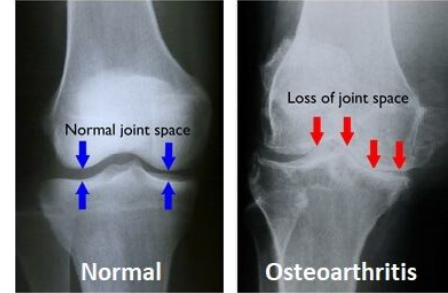 Normal joint space
Loss of joint space
Normal
Osteoarthritis